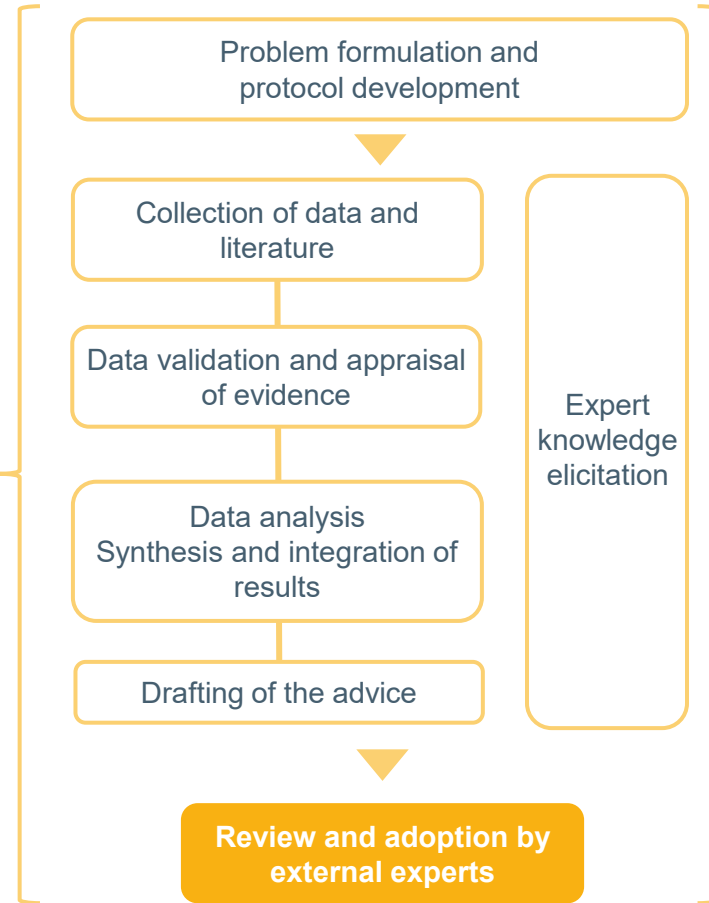 Problem formulation and
protocol development
Collection of data and
literature
Data validation and appraisal
of evidence
Data analysis
Synthesis and integration of
results
Drafting of the advice
Expert
knowledge
elicitation
Review and adoption by
external experts